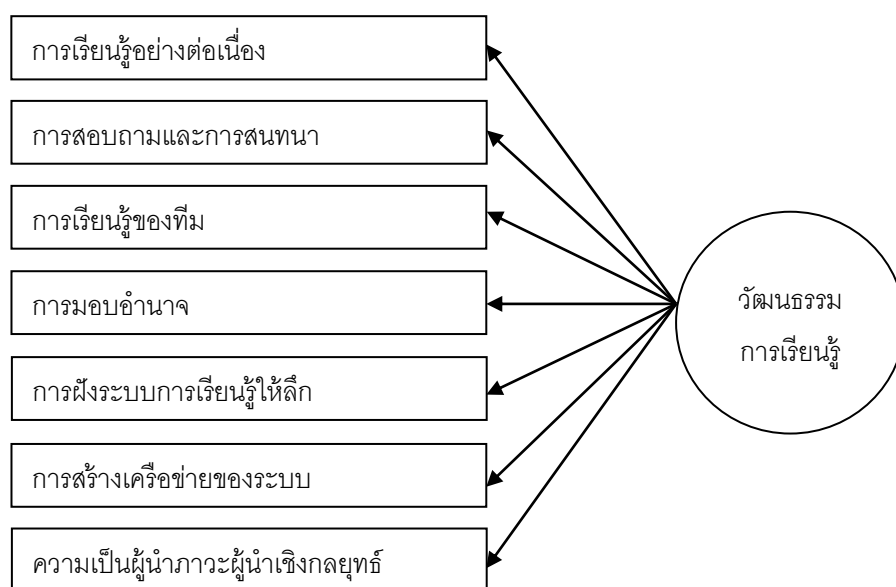 การเรียนรู้อย่างต่อเนื่อง
การสอบถามและการสนทนา
การเรียนรู้ของทีม
การมอบอำนาจ
การฝังระบบการเรียนรู้ให้ลึก
การสร้างเครือข่ายของระบบ
ความเป็นผู้นำภาวะผู้นำเชิงกลยุทธ์
วัฒนธรรม
การเรียนรู้